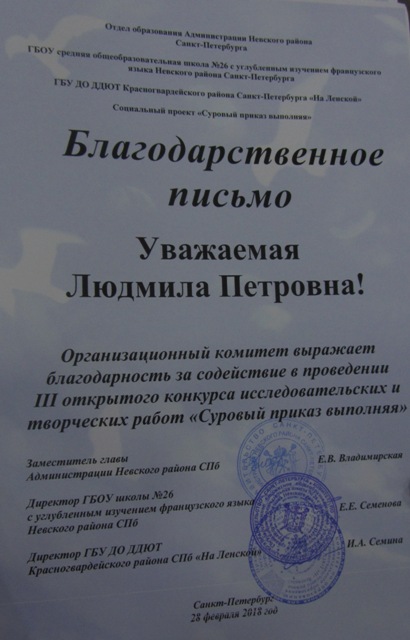 Отдел образования Администрации Невского района
Санкт-Петербурга
ГБОУ средняя общеобразовательная школа №26 с углубленным изучением французского
языка Невского района Санкт-Петербурга
ГБУ ДО ДДЮТ Красногвардейского района Санкт-Петербурга «На Ленской»
Социальный проект «Суровый приказ выполняя»
Благодарственное
письмо
Уважаемая
Людмила Петровна!
Организационный комитет выражает
благодарность за содействие в проведении
III открытого конкурса исследовательских и
творческих работ «Суровый приказ выполняя»
Заместитель главы
Администрации Невского района СПб
Е.В. Владимирская
Директор ГБОУ школы №26
с углубленным изучением французского языка
Невского района СПб
Е.Е. Семенова
Директор ГБУ ДО ДДЮТ
Красногвардейского района СПб «На Ленской»
И.А. Семина
Санкт-Петербург
28 февраля 2018 год